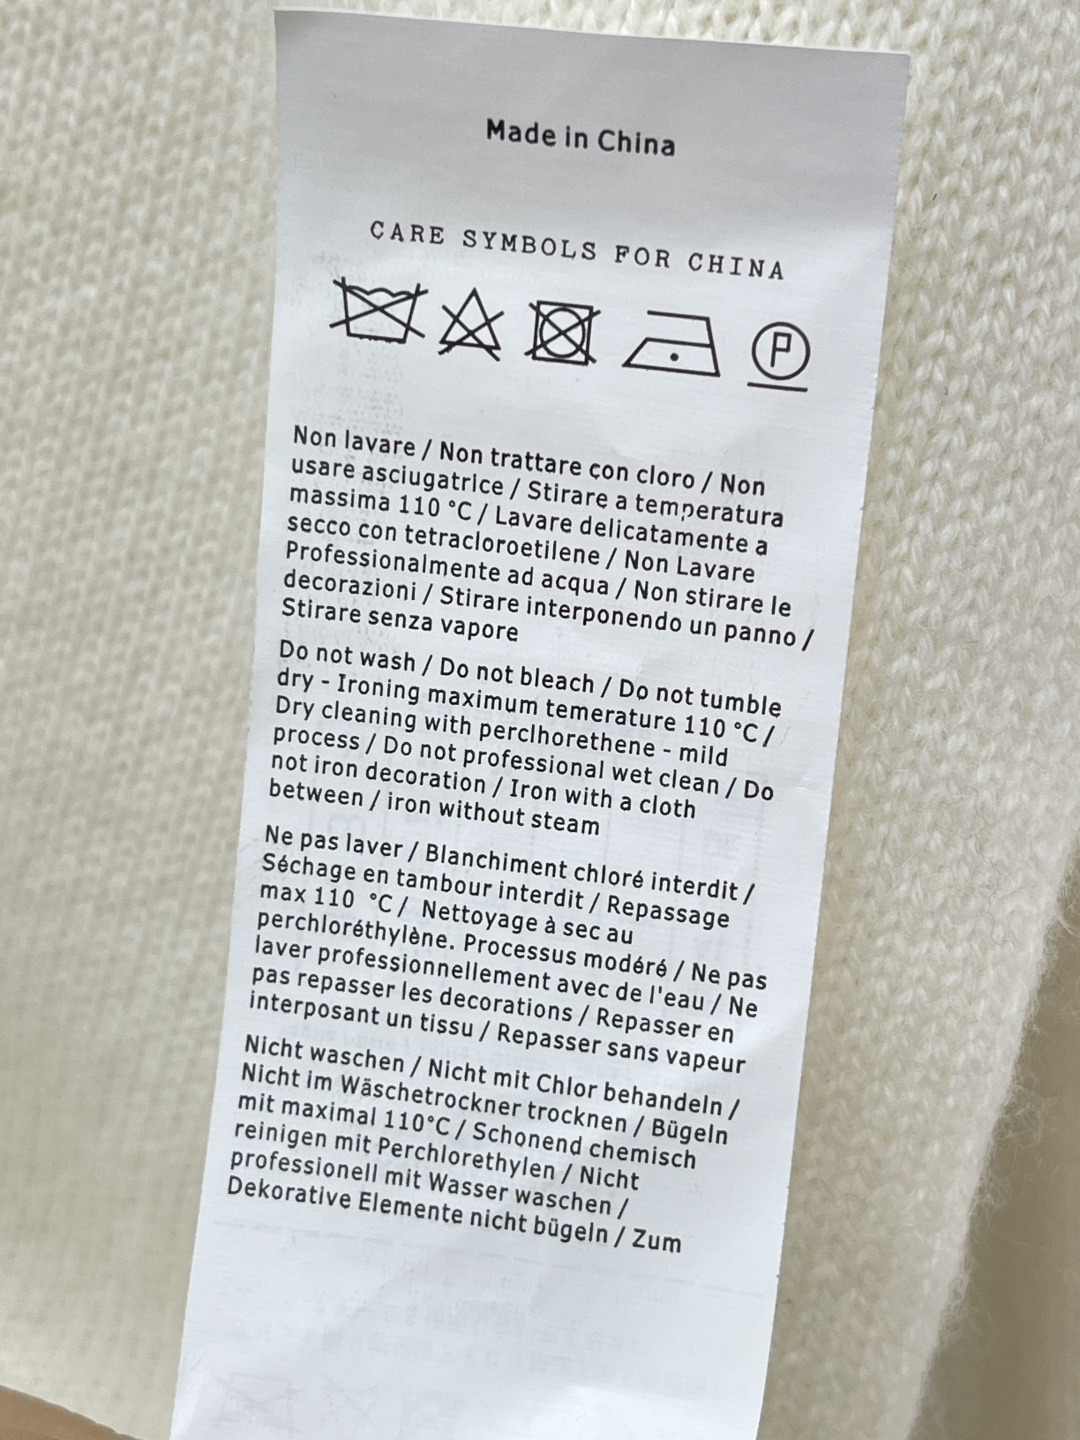 Made in China
CARE SYMBOLS FOR CHINA
P
Non lavare / Non trattare con cloro / Non
usare asciugatrice / Stirare a temperatura
massima 110 °C / Lavare delicatamente a
secco con tetracloroetilene / Non Lavare
Professionalmente ad acqua / Non stirare le
decorazioni / Stirare interponendo un panno /
Stirare senza vapore
Do not wash / Do not bleach / Do not tumble
dry - Ironing maximum temerature 110 °C /
Dry cleaning with perclhorethene - mild
process / Do not professional wet clean / Do
not iron decoration / Iron with a cloth
between / iron without steam
Ne pas laver / Blanchiment chloré interdit /
Séchage en tambour interdit / Repassage
max 110 °C / Nettoyage à sec au
perchloréthylène. Processus modéré / Ne pas
laver professionnellement avec de l'eau / Ne
pas repasser les decorations / Repasser en
interposant un tissu / Repasser sans vapeur
Nicht waschen / Nicht mit Chlor behandeln /
Nicht im Wäschetrockner trocknen / Bügeln
mit maximal 110°C / Schonend chemisch
reinigen mit Perchlorethylen / Nicht
professionell mit Wasser waschen /
Dekorative Elemente nicht bügeln / Zum